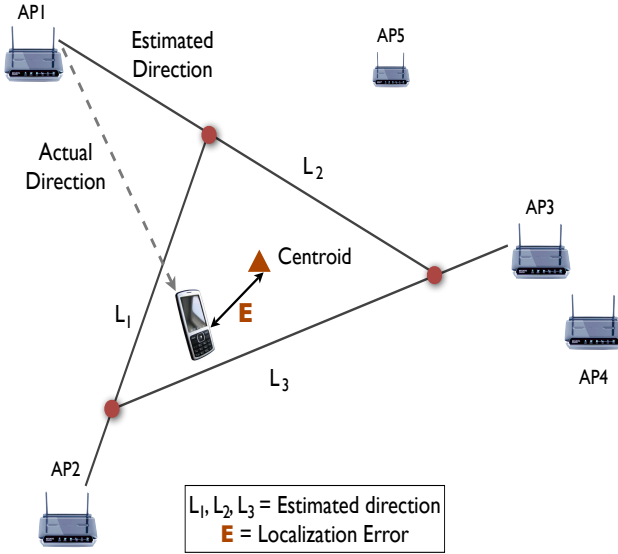 AP1
Estimated
Direction
AP5
Actual
Direction
L2
AP3
Centroid
L1
E
L3
AP4
AP2
L1, L2, L3 = Estimated direction
E = Localization Error